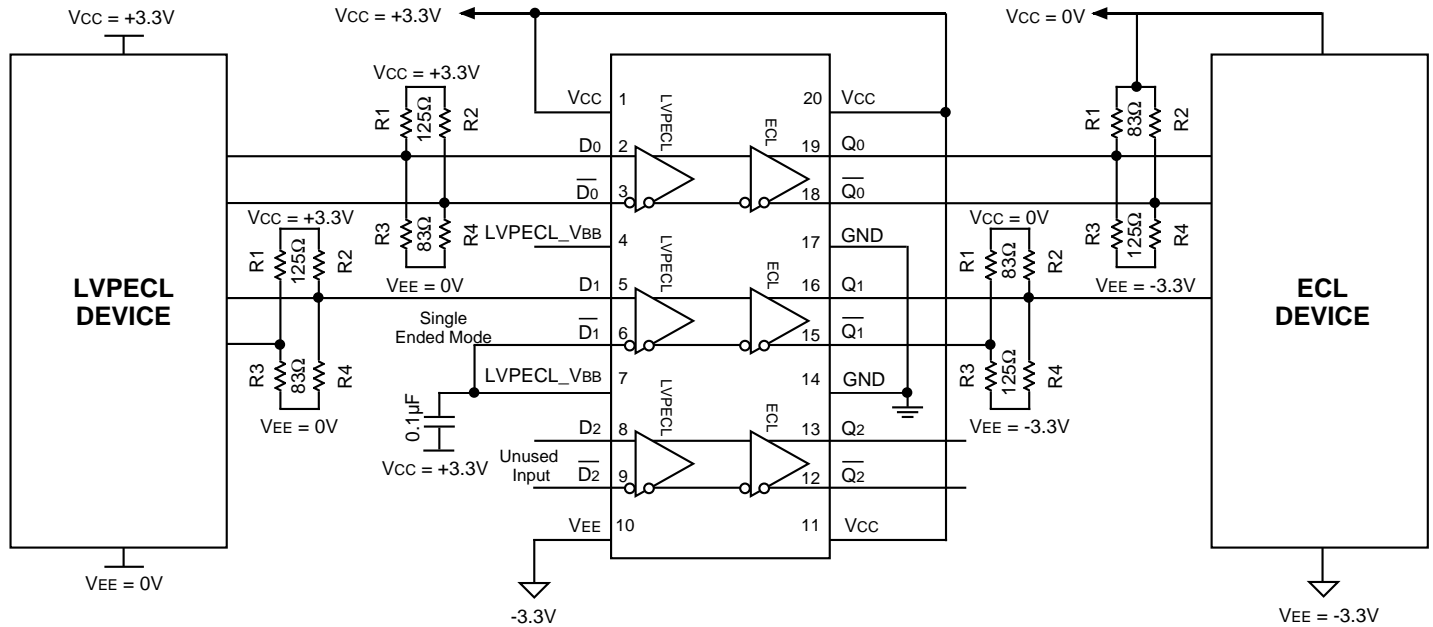 VCC = +3.3V
LVPECL
DEVICE
VEE = 0V
VCC = +3.3V
VCC = +3.3V
R1
125Ω
R2
R3
83Ω
R4
VEE = 0V
VCC = +3.3V
R1
125Ω
R2
R3
83Ω
R4
VEE = 0V
Single
Ended Mode
0.1µF
VCC = +3.3V
Unused
Input
VCC 1
D0 2
D0 3
LVPECL_VBB 4
D1 5
D1 6
LVPECL_VBB 7
D2 8
D2 9
VEE 10
-3.3V
LVPECL
ECL
LVPECL
ECL
LVPECL
ECL
20 VCC
19 Q0
18 Q0
17 GND
16 Q1
15 Q1
14 GND
13 Q2
12 Q2
11 VCC
VCC = 0V
R1
83Ω
R2
R3
125Ω
R4
VEE = -3.3V
VCC = 0V
R1
83Ω
R2
R3
125Ω
R4
VEE = -3.3V
ECL
DEVICE
VEE = -3.3V